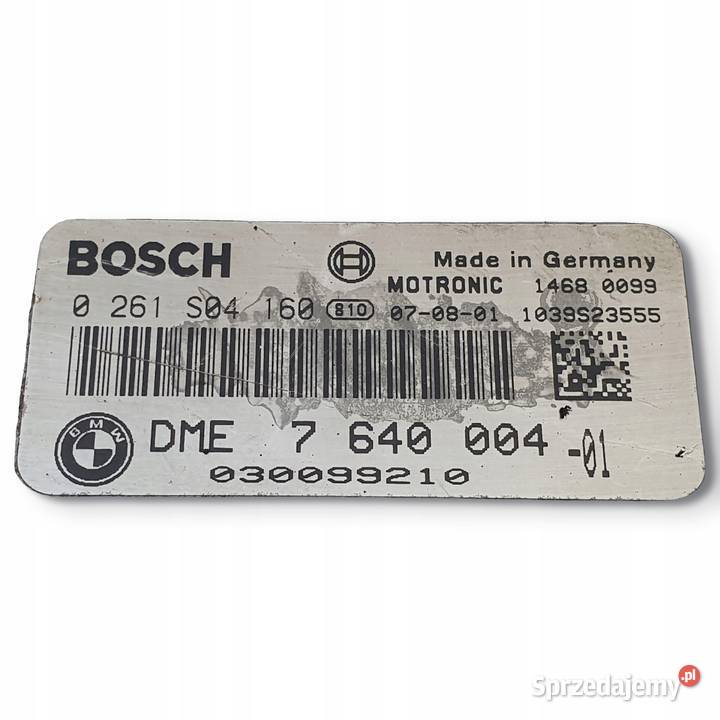 BOSCH
Made in Germany
MOTRONIC 1468 0099
0 261 S04 160 810 07-08-01 1039S23555
BMW
DME 7 640 004 -01
030099210
Sprzedajemy.pl